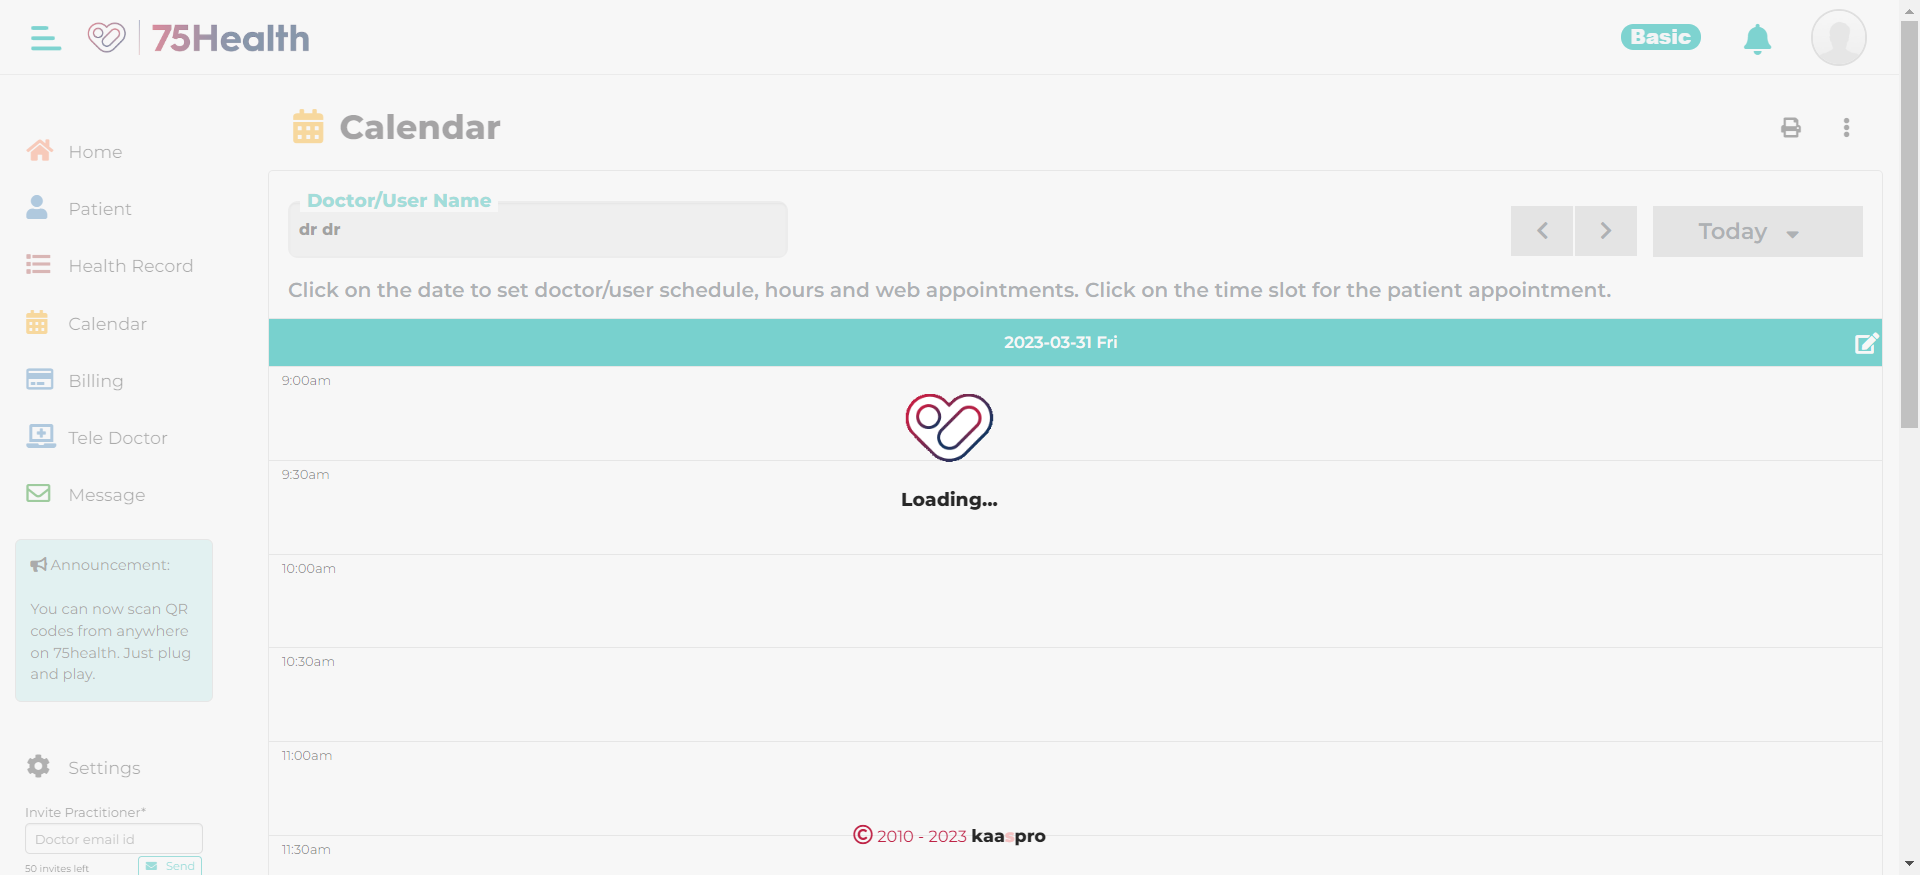 75Health
Basic
Home
Patient
Health Record
Calendar
Billing
Tele Doctor
Message
Announcement:
You can now scan QR
codes from anywhere
on 75health. Just plug
and play.
Settings
Invite Practitioner*
Doctor email id
50 invites left
Send
Calendar
Doctor/User Name
dr dr
Today
Click on the date to set doctor/user schedule, hours and web appointments. Click on the time slot for the patient appointment.
2023-03-31 Fri
9:00am
9:30am
Loading...
10:00am
10:30am
11:00am
© 2010 - 2023 kaaspro
11:30am